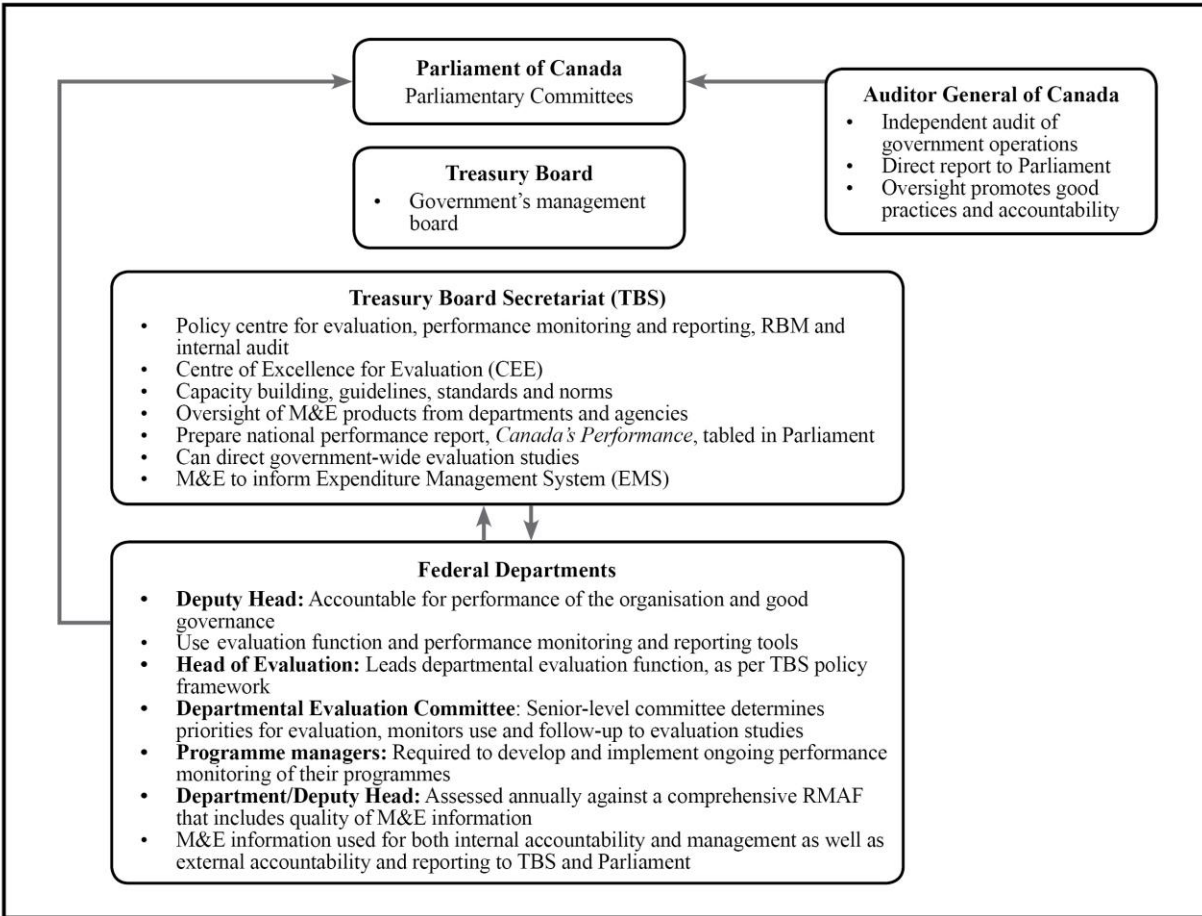 Parliament of Canada
Parliamentary Committees
Auditor General of Canada
• Independent audit of
government operations
• Direct report to Parliament
• Oversight promotes good
practices and accountability
Treasury Board
• Government’s management
board
Treasury Board Secretariat (TBS)
• Policy centre for evaluation, performance monitoring and reporting, RBM and
internal audit
• Centre of Excellence for Evaluation (CEE)
• Capacity building, guidelines, standards and norms
• Oversight of M&E products from departments and agencies
• Prepare national performance report, Canada’s Performance, tabled in Parliament
• Can direct government-wide evaluation studies
• M&E to inform Expenditure Management System (EMS)
Federal Departments
• Deputy Head: Accountable for performance of the organisation and good
governance
• Use evaluation function and performance monitoring and reporting tools
• Head of Evaluation: Leads departmental evaluation function, as per TBS policy
framework
• Departmental Evaluation Committee: Senior-level committee determines
priorities for evaluation, monitors use and follow-up to evaluation studies
• Programme managers: Required to develop and implement ongoing performance
monitoring of their programmes
• Department/Deputy Head: Assessed annually against a comprehensive RMAF
that includes quality of M&E information
• M&E information used for both internal accountability and management as well as
external accountability and reporting to TBS and Parliament